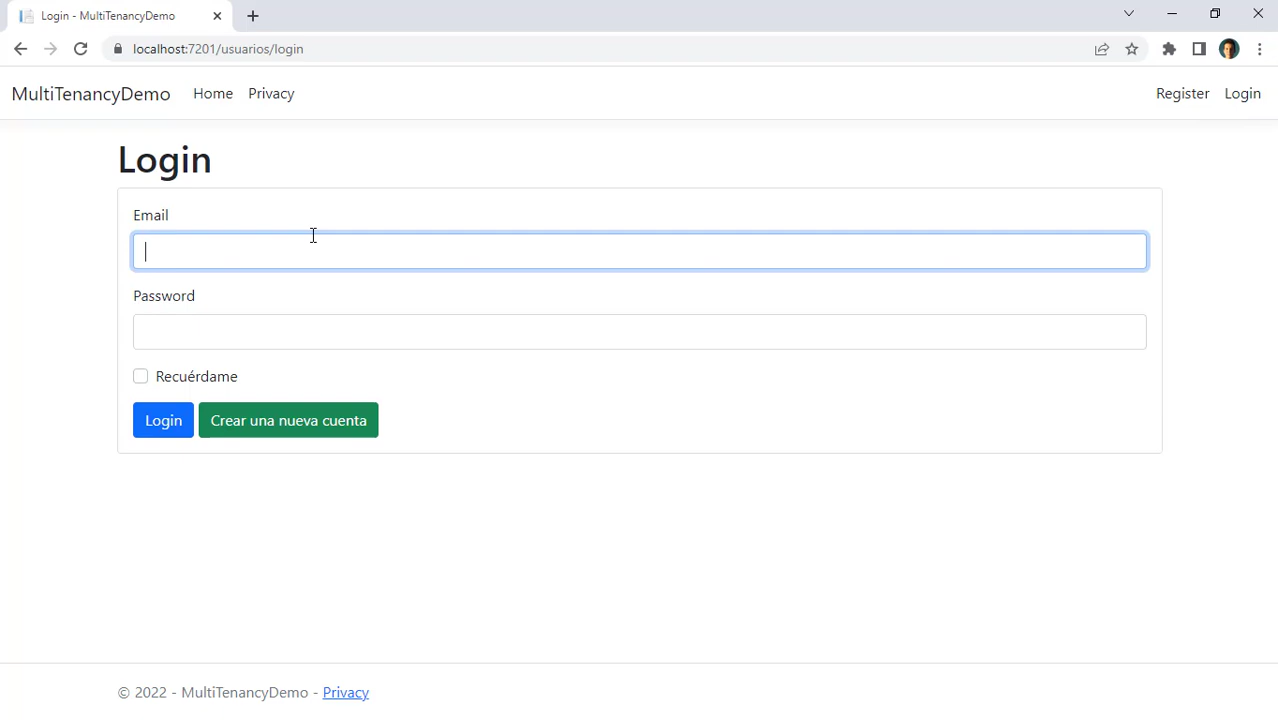 Login - MultiTenancyDemo
localhost:7201/usuarios/login
MultiTenancyDemo Home Privacy Register Login
Login
Email
Password
Recuérdame
Login Crear una nueva cuenta
© 2022 - MultiTenancyDemo - Privacy